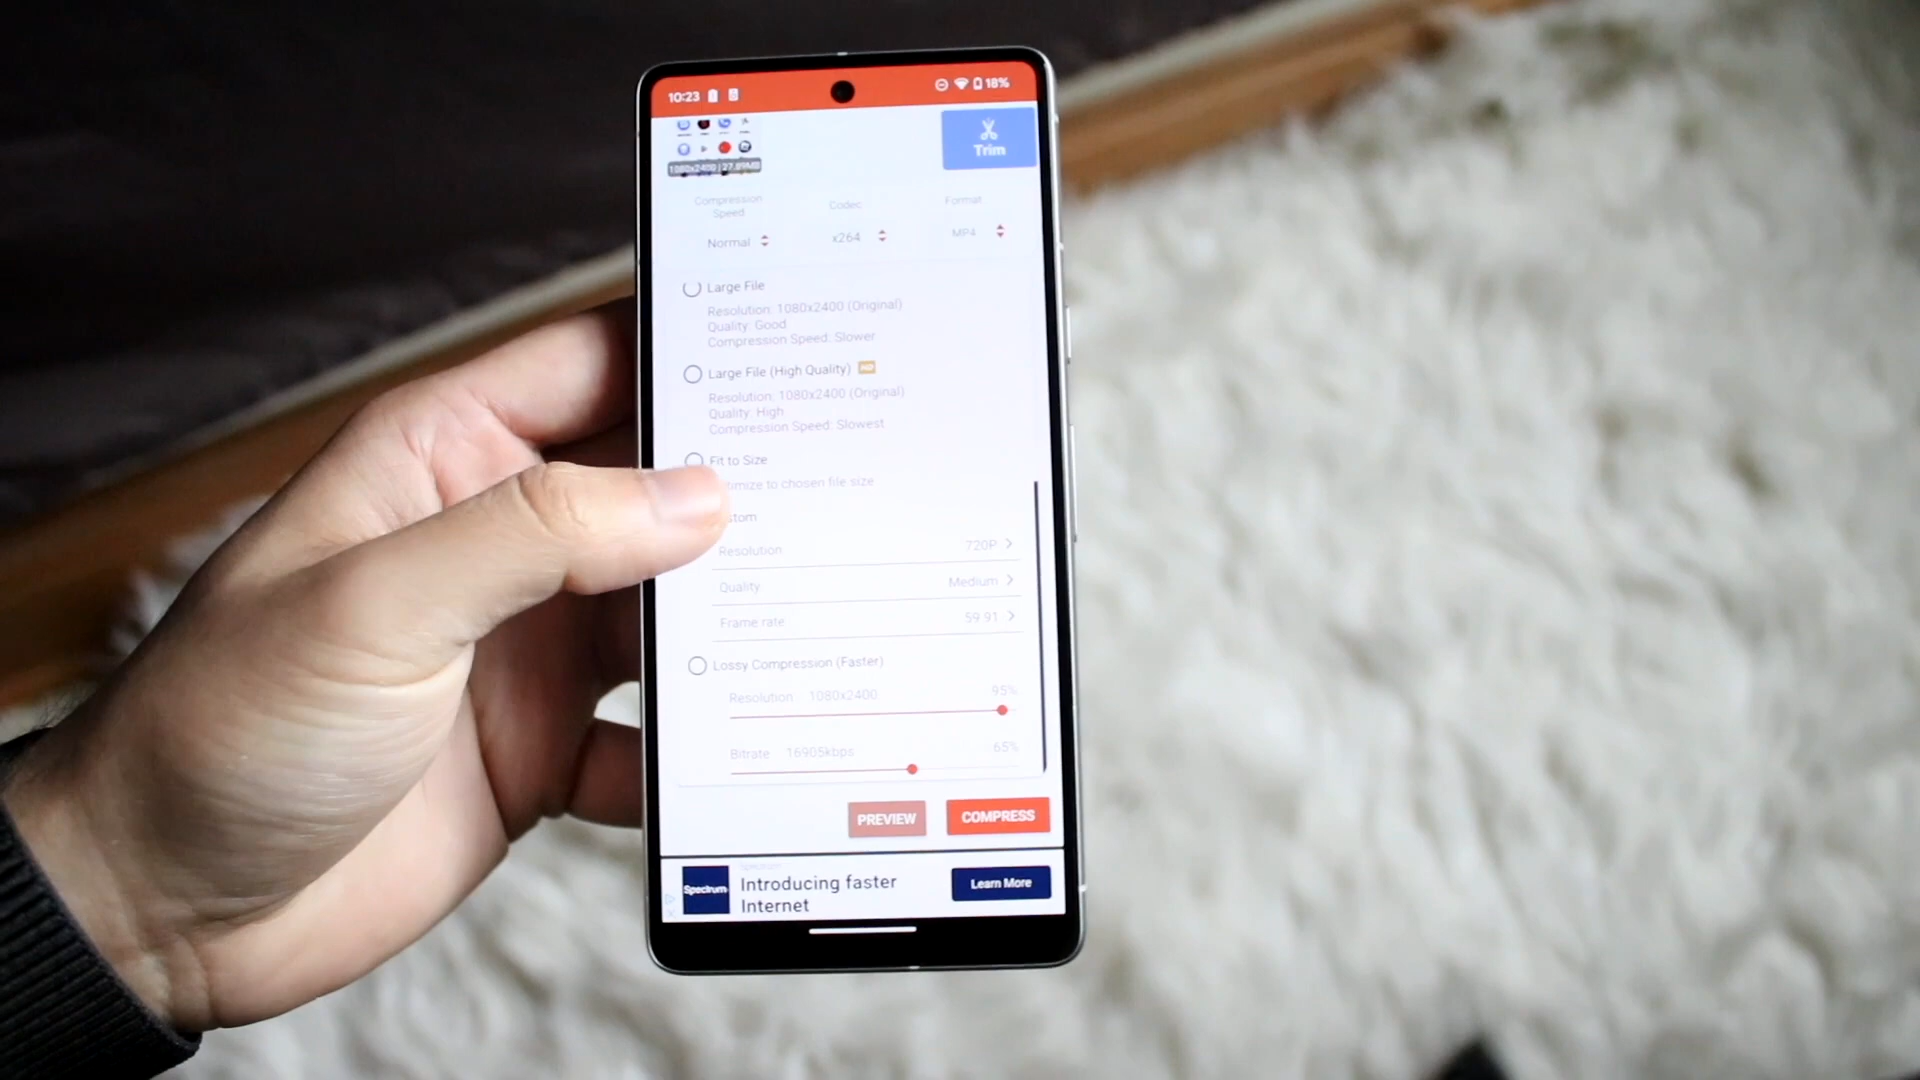 10:23
18%
Trim
1080x2400 | 27.89MB
Compression
Speed
Codec
Format
Normal
x264
MP4
Large File
Resolution: 1080x2400 (Original)
Quality: Good
Compression Speed: Slower
Large File (High Quality) HD
Resolution: 1080x2400 (Original)
Quality: High
Compression Speed: Slowest
Fit to Size
timize to chosen file size
stom
Resolution
720P
Quality
Medium
Frame rate
59.91
Lossy Compression (Faster)
Resolution 1080x2400
95%
Bitrate 16905kbps
65%
PREVIEW
COMPRESS
Spectrum
Spectrum
Introducing faster
Internet
Learn More